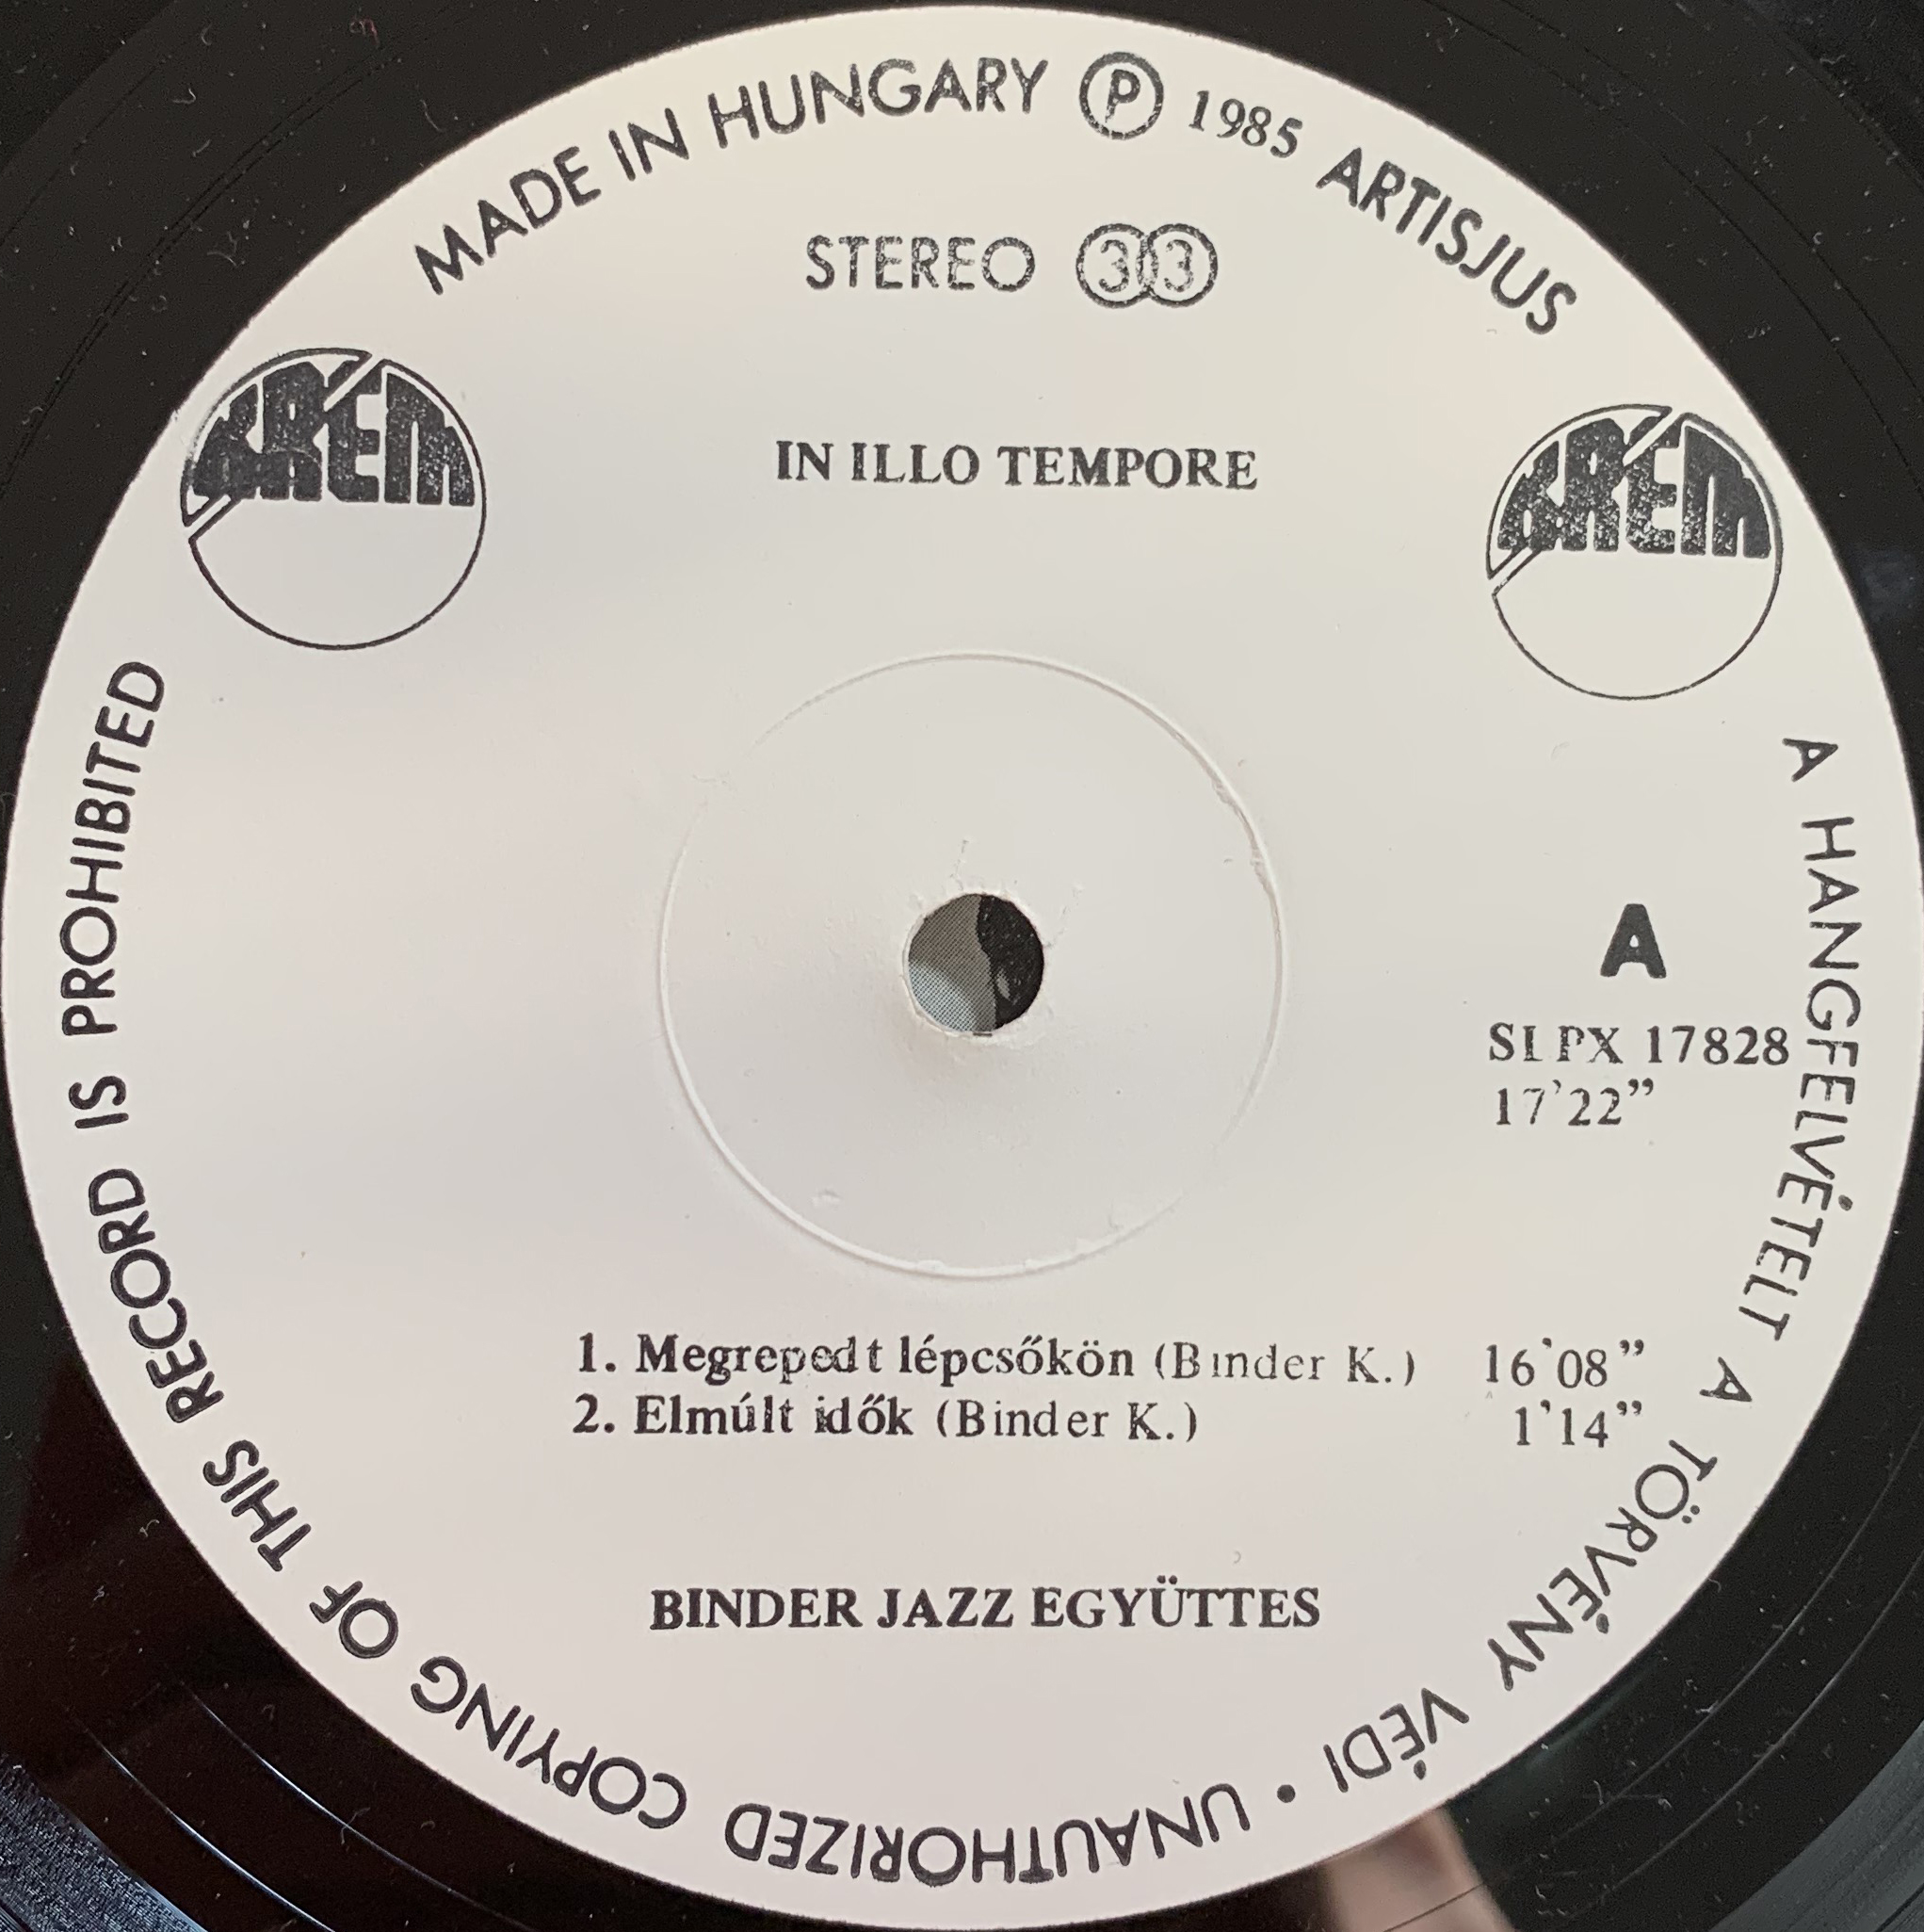 MADE IN HUNGARY Ⓟ 1985 ARTISJUS
STEREO 33
KRÉM
KRÉM
IN ILLO TEMPORE
A
SLPX 17828
17'22”
1. Megrepedt lépcsőkön (Binder K.) 16'08”
2. Elmúlt idők (Binder K.) 1'14”
BINDER JAZZ EGYÜTTES
A HANGFELVÉTELT A TÖRVÉNY VÉDI • UNAUTHORIZED COPYING OF THIS RECORD IS PROHIBITED